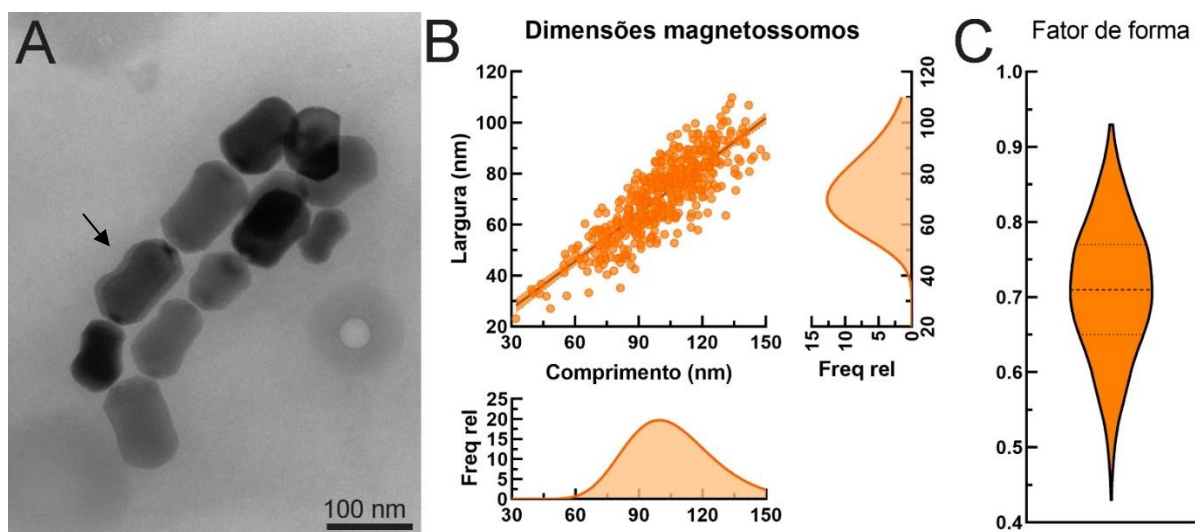 A
100 nm
B
Dimensões magnetossomos
Largura (nm)
120
100
80
60
40
20
30 60 90 120 150
Comprimento (nm)
120
100
80
60
40
20
15 10 5 0
Freq rel
Freq rel
25
20
15
10
5
0
30 60 90 120 150
C
Fator de forma
1.0
0.9
0.8
0.7
0.6
0.5
0.4